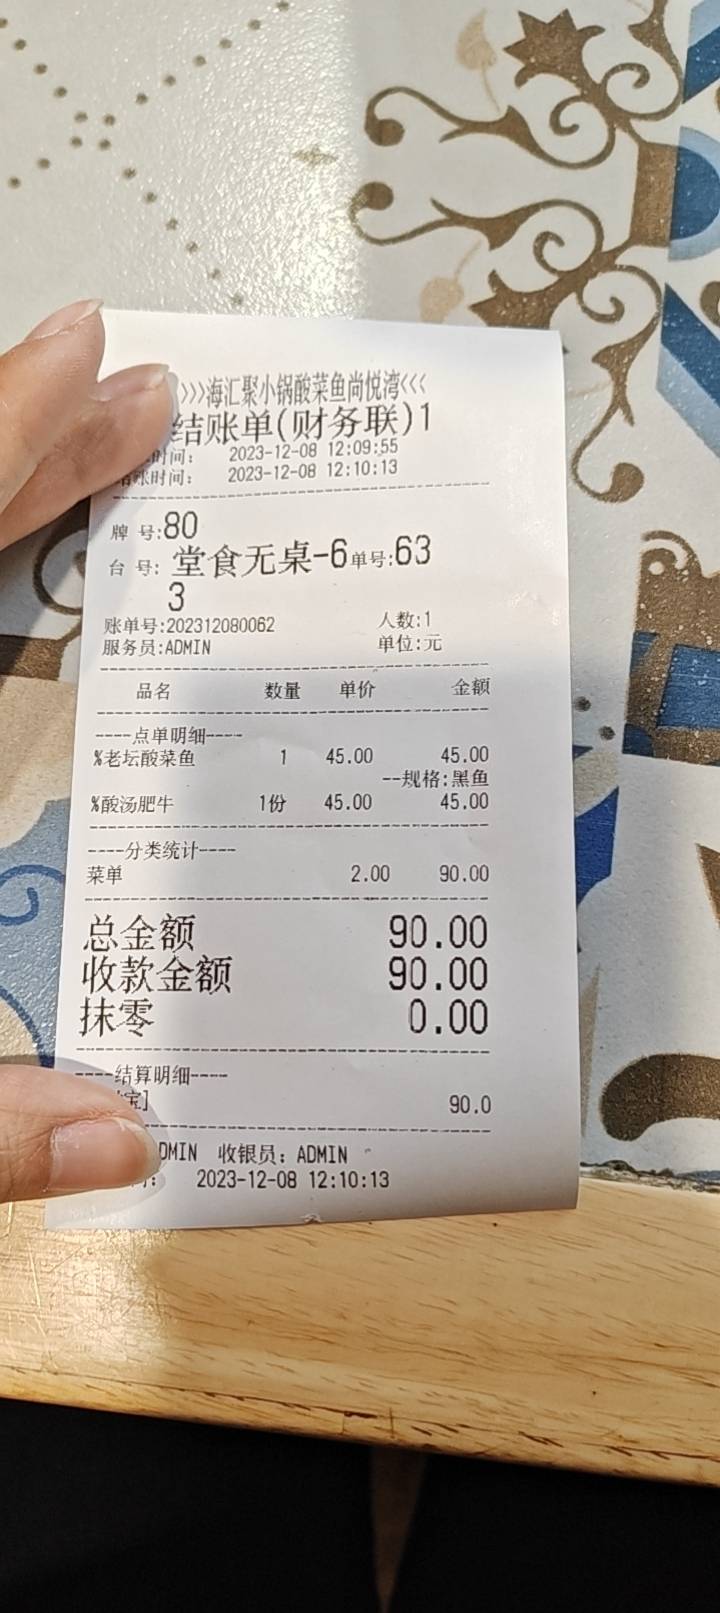 >>>海汇聚小锅酸菜鱼尚悦湾<<<
结账单(财务联)1
时间: 2023-12-08 12:09:55
账时间: 2023-12-08 12:10:13
牌 号:80
台 号: 堂食无桌-6单号:63
3
账单号:202312080062 人数:1
服务员:ADMIN 单位:元
品名 数量 单价 金额
----点单明细----
%老坛酸菜鱼 1 45.00 45.00
--规格:黑鱼
%酸汤肥牛 1份 45.00 45.00
----分类统计----
菜单 2.00 90.00
总金额 90.00
收款金额 90.00
抹零 0.00
----结算明细----
宝] 90.0
DMIN 收银员: ADMIN
: 2023-12-08 12:10:13